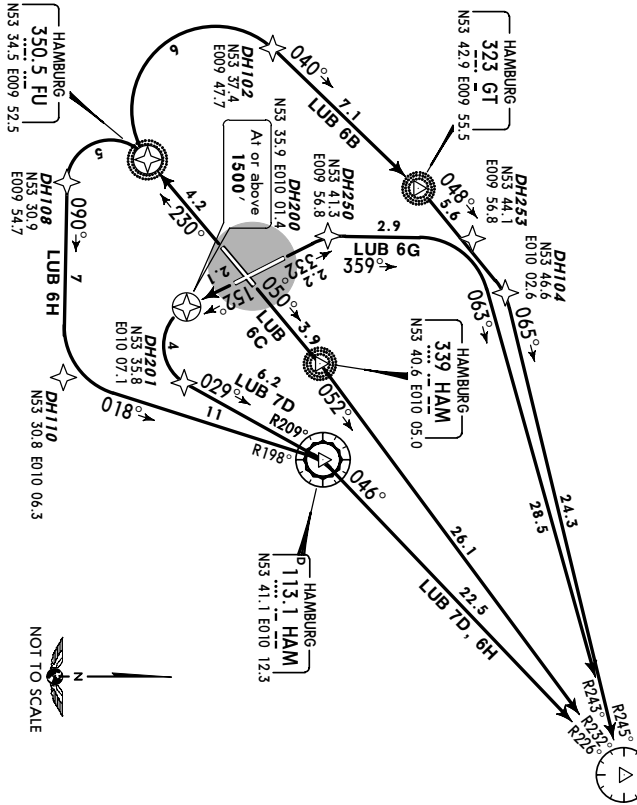 HAMBURG
323 GT
N53 42.9 E009 55.5
HAMBURG
350.5 FU
N53 34.5 E009 52.5
DH102
N53 37.4
E009 47.7
040°
7.1
LUB 6B
9
048°
5.6
DH253
N53 44.1
E009 56.8
DH104
N53 46.6
E010 02.6
065°
24.3
R245°
DH250
N53 41.3
E009 56.8
2.9
LUB 6G
359°
063°
28.5
R243°
DH200
N53 35.9 E010 01.4
At or above
1500'
4.2
230°
332°
2.2
2.1
152°
050°
3.9
LUB
6C
HAMBURG
339 HAM
N53 40.6 E010 05.0
052°
26.1
R232°
5
DH108
N53 30.9
E009 54.7
090°
7
LUB 6H
DH110
N53 30.8 E010 06.3
018°
11
R198°
DH201
N53 35.8
E010 07.1
4
029°
6.2
LUB 7D
R209°
046°
22.5
LUB 7D, 6H
R226°
HAMBURG
D
113.1 HAM
N53 41.1 E010 12.3
N
NOT TO SCALE